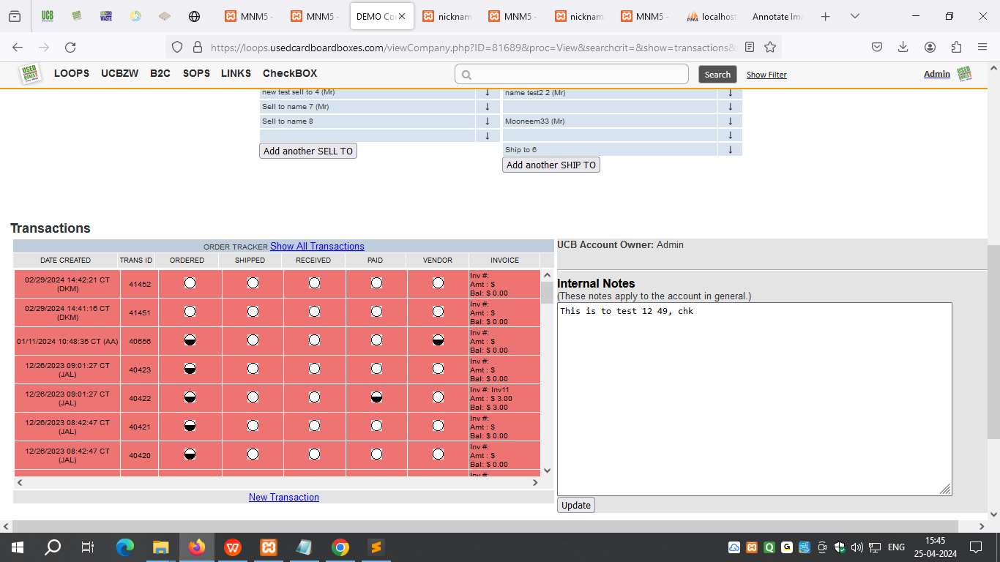 MNM5 -
MNM5 -
DEMO Co
nicknam
MNM5 -
nicknam
MNM5 -
localhost
Annotate Im
https://loops.usedcardboardboxes.com/viewCompany.php?ID=81689&proc=View&searchcrit=&show=transactions&
LOOPS UCBZW B2C SOPS LINKS CheckBOX
Search
Show Filter
Admin
new test sell to 4 (Mr) ↓ name test2 2 (Mr) ↓
Sell to name 7 (Mr) ↓ ↓
Sell to name 8 ↓ Mooneem33 (Mr) ↓
↓ ↓
Add another SELL TO Ship to 6 ↓
Add another SHIP TO
Transactions
ORDER TRACKER Show All Transactions
DATE CREATED TRANS ID ORDERED SHIPPED RECEIVED PAID VENDOR INVOICE
02/29/2024 14:42:21 CT
(DKM)
41452
Inv #:
Amt : $
Bal: $ 0.00
02/29/2024 14:41:16 CT
(DKM)
41451
Inv #:
Amt : $
Bal: $ 0.00
01/11/2024 10:48:35 CT (AA)
40656
Inv #:
Amt : $
Bal: $ 0.00
12/26/2023 09:01:27 CT
(JAL)
40423
Inv #:
Amt : $
Bal: $ 0.00
12/26/2023 09:01:27 CT
(JAL)
40422
Inv #: Inv11
Amt : $ 3.00
Bal: $ 3.00
12/26/2023 08:42:47 CT
(JAL)
40421
Inv #:
Amt : $
Bal: $ 0.00
12/26/2023 08:42:47 CT
(JAL)
40420
Inv #:
Amt : $
Bal: $ 0.00
Inv #:
New Transaction
UCB Account Owner: Admin
Internal Notes
(These notes apply to the account in general.)
This is to test 12 49, chk
Update
ENG
15:45
25-04-2024